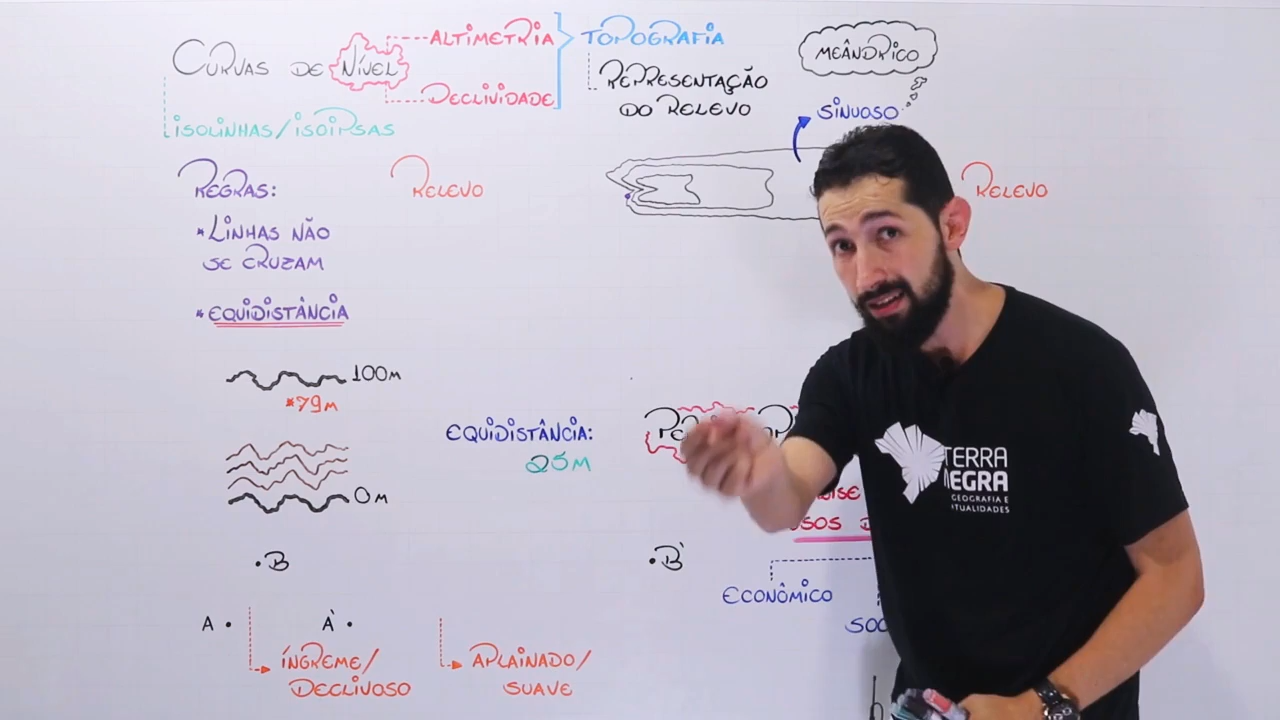 CURVAS DE NÍVEL
ALTIMETRIA
DECLIVIDADE
TOPOGRAFIA
REPRESENTAÇÃO
DO RELEVO
MEÂNDRICO
SINUOSO
ISOLINHAS/ISOIPSAS
REGRAS:
RELEVO
RELEVO
*LINHAS NÃO
SE CRUZAM
*EQUIDISTÂNCIA
100M
*79M
EQUIDISTÂNCIA:
25M
0M
•B
•B'
A •
A' •
ÍNGREME/
DECLIVOSO
APLAINADO/
SUAVE
ECONÔMICO
TERRA
NEGRA
GEOGRAFIA E
ATUALIDADES